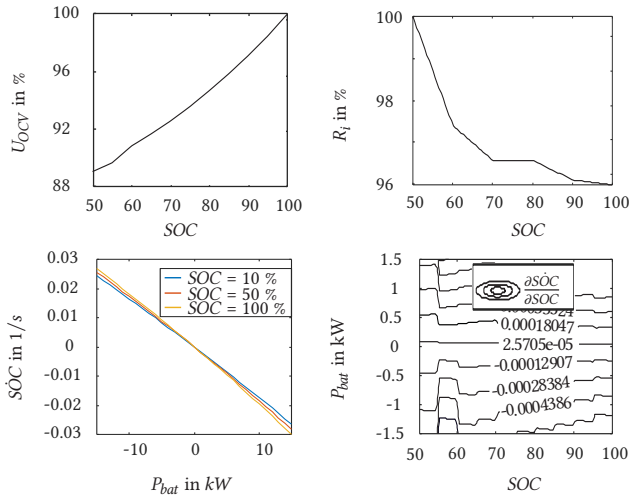 100
96
92
88
50 60 70 80 90 100
U_OCV in %
SOC
100
98
96
50 60 70 80 90 100
R_i in %
SOC
0.03
0.02
0.01
0
-0.01
-0.02
-0.03
-10 0 10
SOC = 10 %
SOC = 50 %
SOC = 100 %
SȮC in 1/s
P_bat in kW
1.5
1
0.5
0
-0.5
-1
-1.5
50 60 70 80 90 100
∂SȮC
∂SOC
0.00018047
2.5705e-05
-0.00012907
-0.00028384
-0.0004386
P_bat in kW
SOC